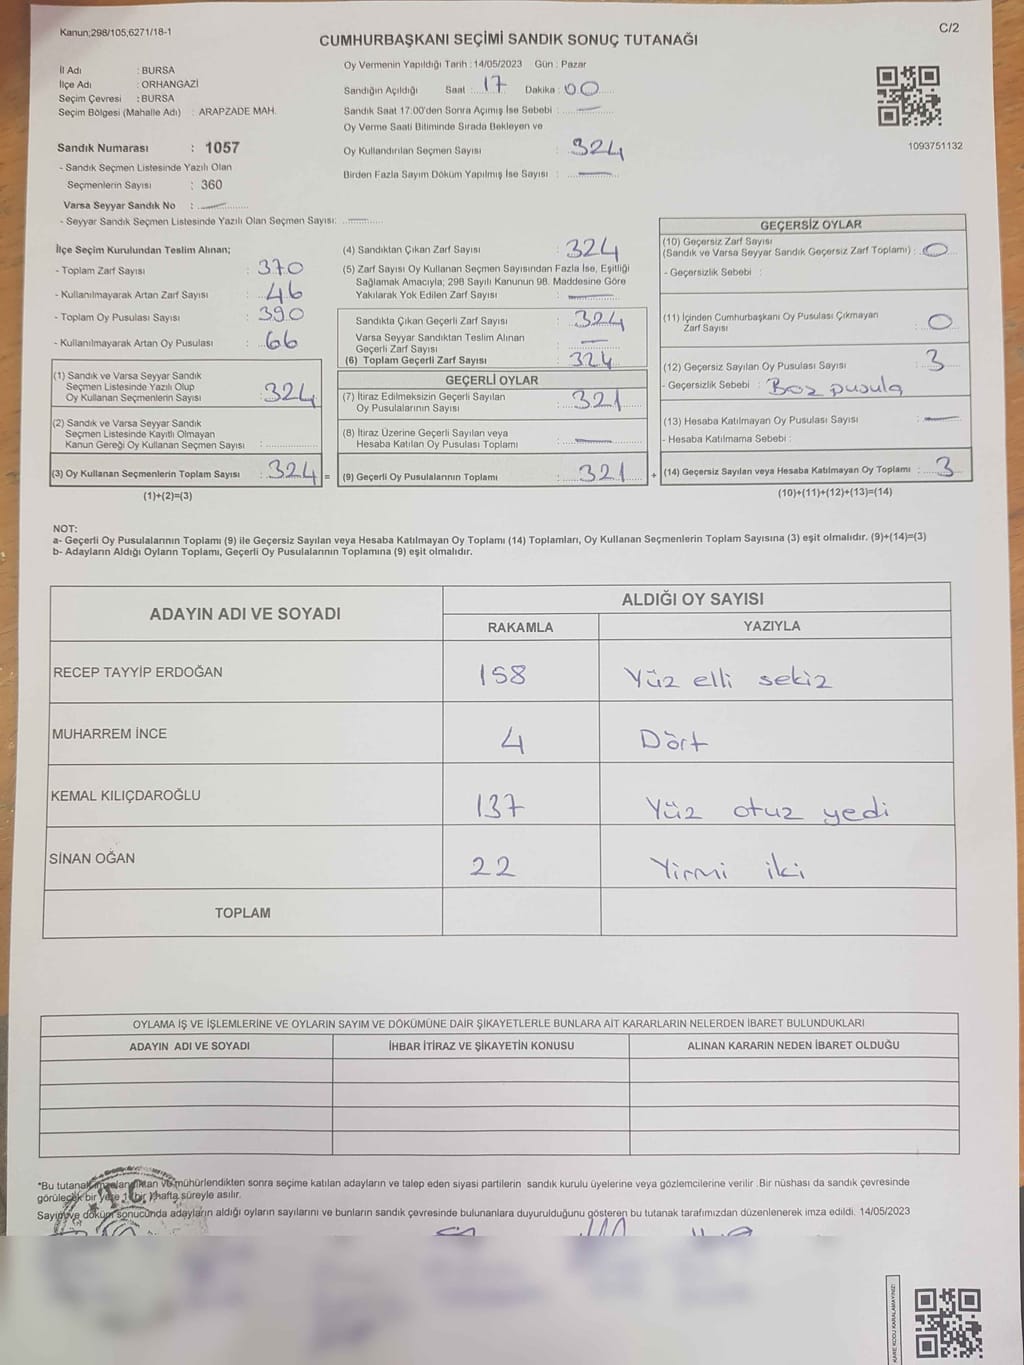 Kanun;298/105,6271/18-1
C/2
CUMHURBAŞKANI SEÇİMİ SANDIK SONUÇ TUTANAĞI
İl Adı : BURSA
İlçe Adı : ORHANGAZİ
Seçim Çevresi : BURSA
Seçim Bölgesi (Mahalle Adı) : ARAPZADE MAH.
Sandık Numarası : 1057
- Sandık Seçmen Listesinde Yazılı Olan
Seçmenlerin Sayısı : 360
Varsa Seyyar Sandık No :
- Seyyar Sandık Seçmen Listesinde Yazılı Olan Seçmen Sayısı:
Oy Vermenin Yapıldığı Tarih :14/05/2023 Gün : Pazar
Sandığın Açıldığı Saat : 17 Dakika : 00
Sandık Saat 17:00'den Sonra Açımış İse Sebebi :
Oy Verme Saati Bitiminde Sırada Bekleyen ve
Oy Kullandırılan Seçmen Sayısı : 324
Birden Fazla Sayım Döküm Yapılmış İse Sayısı :
1093751132
İlçe Seçim Kurulundan Teslim Alınan;
- Toplam Zarf Sayısı : 370
- Kullanılmayarak Artan Zarf Sayısı : 46
- Toplam Oy Pusulası Sayısı : 390
- Kullanılmayarak Artan Oy Pusulası : 66
(1) Sandık ve Varsa Seyyar Sandık
Seçmen Listesinde Yazılı Olup
Oy Kullanan Seçmenlerin Sayısı : 324
(2) Sandık ve Varsa Seyyar Sandık
Seçmen Listesinde Kayıtlı Olmayan
Kanun Gereği Oy Kullanan Seçmen Sayısı :
(3) Oy Kullanan Seçmenlerin Toplam Sayısı : 324 =
(1)+(2)=(3)
(4) Sandıktan Çıkan Zarf Sayısı : 324
(5) Zarf Sayısı Oy Kullanan Seçmen Sayısından Fazla İse, Eşitliği
Sağlamak Amacıyla; 298 Sayılı Kanunun 98. Maddesine Göre
Yakılarak Yok Edilen Zarf Sayısı :
Sandıkta Çıkan Geçerli Zarf Sayısı : 324
Varsa Seyyar Sandıktan Teslim Alınan
Geçerli Zarf Sayısı :
(6) Toplam Geçerli Zarf Sayısı : 324
GEÇERLİ OYLAR
(7) İtiraz Edilmeksizin Geçerli Sayılan
Oy Pusulalarının Sayısı : 321
(8) İtiraz Üzerine Geçerli Sayılan veya
Hesaba Katılan Oy Pusulası Toplamı :
(9) Geçerli Oy Pusulalarının Toplamı : 321 +
GEÇERSİZ OYLAR
(10) Geçersiz Zarf Sayısı
(Sandık ve Varsa Seyyar Sandık Geçersiz Zarf Toplamı) : 0
- Geçersizlik Sebebi :
(11) İçinden Cumhurbaşkanı Oy Pusulası Çıkmayan
Zarf Sayısı : 0
(12) Geçersiz Sayılan Oy Pusulası Sayısı : 3
- Geçersizlik Sebebi : Boz pusula
(13) Hesaba Katılmayan Oy Pusulası Sayısı :
- Hesaba Katılmama Sebebi :
(14) Geçersiz Sayılan veya Hesaba Katılmayan Oy Toplamı : 3
(10)+(11)+(12)+(13)=(14)
NOT:
a- Geçerli Oy Pusulalarının Toplamı (9) ile Geçersiz Sayılan veya Hesaba Katılmayan Oy Toplamı (14) Toplamları, Oy Kullanan Seçmenlerin Toplam Sayısına (3) eşit olmalıdır. (9)+(14)=(3)
b- Adayların Aldığı Oyların Toplamı, Geçerli Oy Pusulalarının Toplamına (9) eşit olmalıdır.
ADAYIN ADI VE SOYADI
ALDIĞI OY SAYISI
RAKAMLA YAZIYLA
RECEP TAYYİP ERDOĞAN 158 Yüz elli sekiz
MUHARREM İNCE 4 Dört
KEMAL KILIÇDAROĞLU 137 Yüz otuz yedi
SİNAN OĞAN 22 Yirmi iki
TOPLAM
OYLAMA İŞ VE İŞLEMLERİNE VE OYLARIN SAYIM VE DÖKÜMÜNE DAİR ŞİKAYETLERLE BUNLARA AİT KARARLARIN NELERDEN İBARET BULUNDUKLARI
ADAYIN ADI VE SOYADI İHBAR İTİRAZ VE ŞİKAYETİN KONUSU ALINAN KARARIN NEDEN İBARET OLDUĞU
*Bu tutanak imzalandıktan ve mühürlendikten sonra seçime katılan adayların ve talep eden siyasi partilerin sandık kurulu üyelerine veya gözlemcilerine verilir .Bir nüshası da sandık çevresinde
görülecek bir yere 1 (bir )hafta süreyle asılır.
Sayım ve döküm sonucunda adayların aldığı oyların sayılarını ve bunların sandık çevresinde bulunanlara duyurulduğunu gösteren bu tutanak tarafımızdan düzenlenerek imza edildi. 14/05/2023
T.C.
KARE KODU KARALAMAYINIZ!